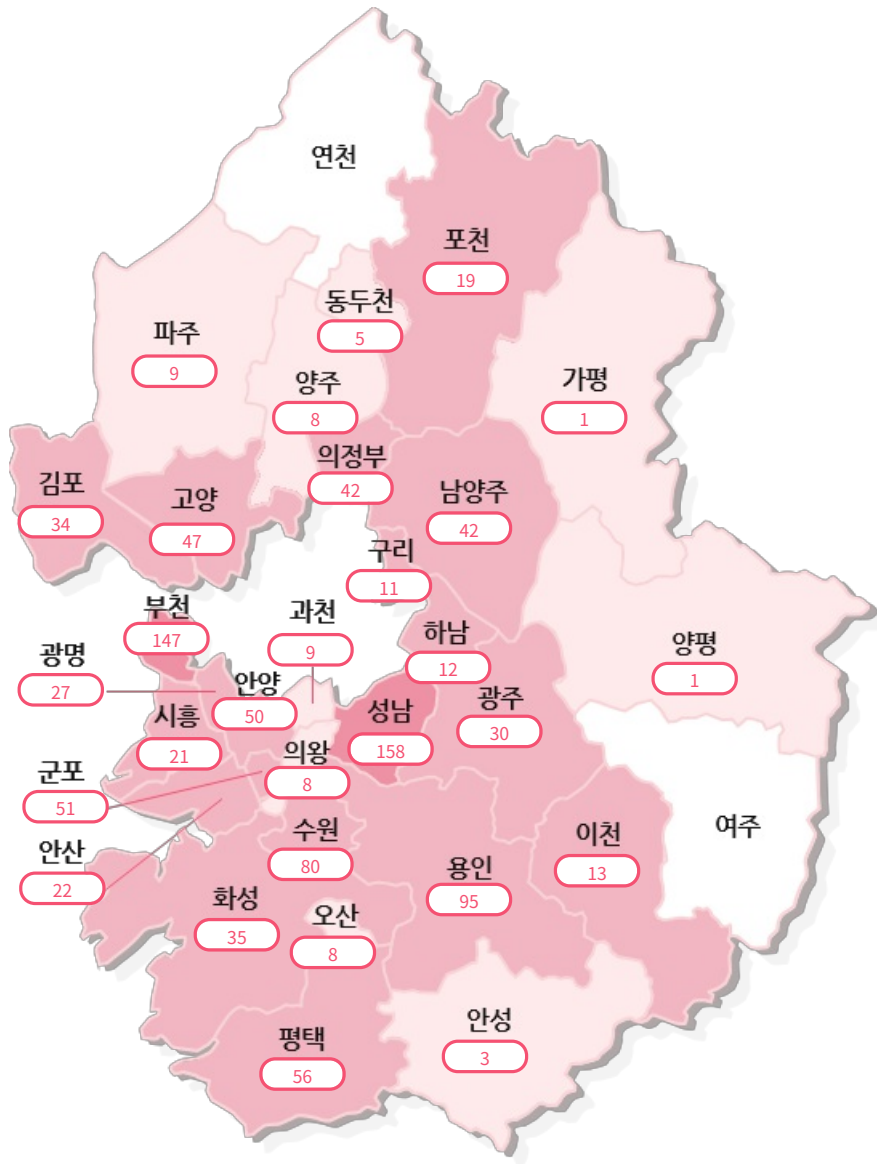 연천
포천
19
동두천
5
파주
9
양주
8
가평
1
의정부
42
김포
34
고양
47
남양주
42
구리
11
부천
147
과천
9
하남
12
양평
1
광명
27
안양
50
성남
158
광주
30
시흥
21
의왕
8
군포
51
수원
80
이천
13
여주
안산
22
용인
95
화성
35
오산
8
안성
3
평택
56